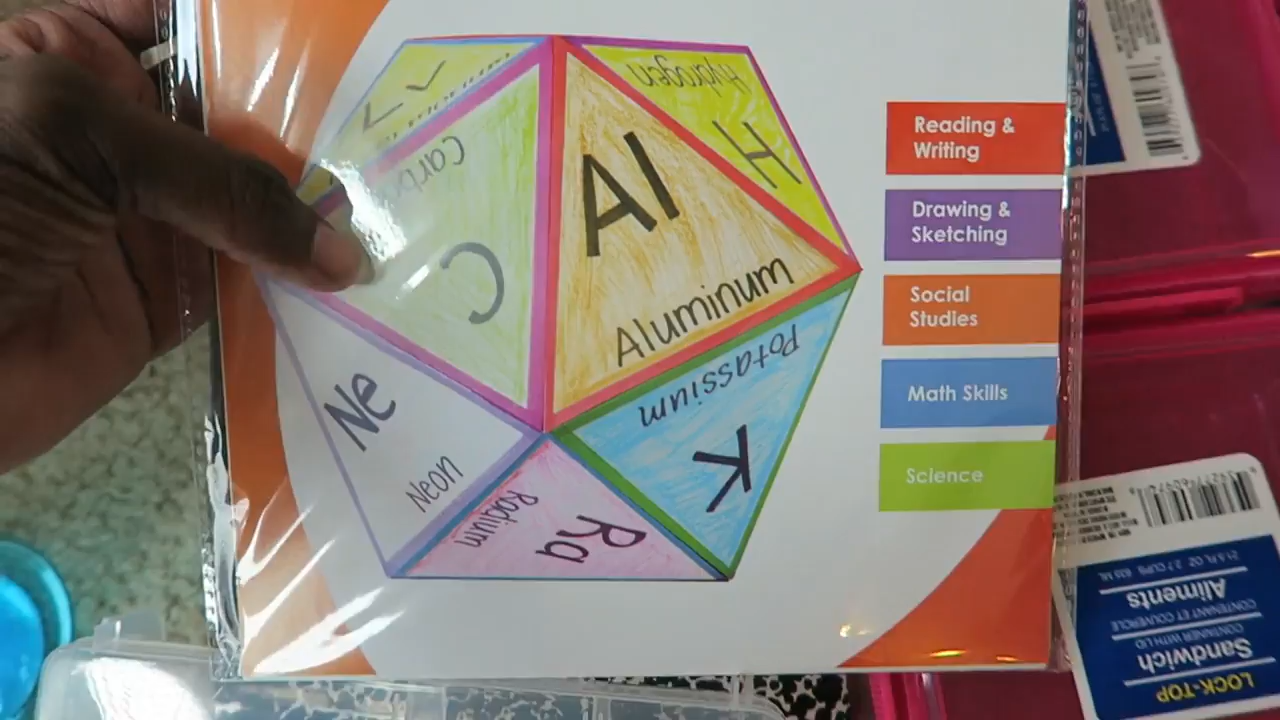 Hydrogen
H
C
Al
Aluminum
Potassium
K
Ne
Neon
Radium
Ra
Reading &
Writing
Drawing &
Sketching
Social
Studies
Math Skills
Science
LOCK-TOP
Sandwich
CONTAINER WITH LID
CONTENANT ET COUVERCLE
Aliments